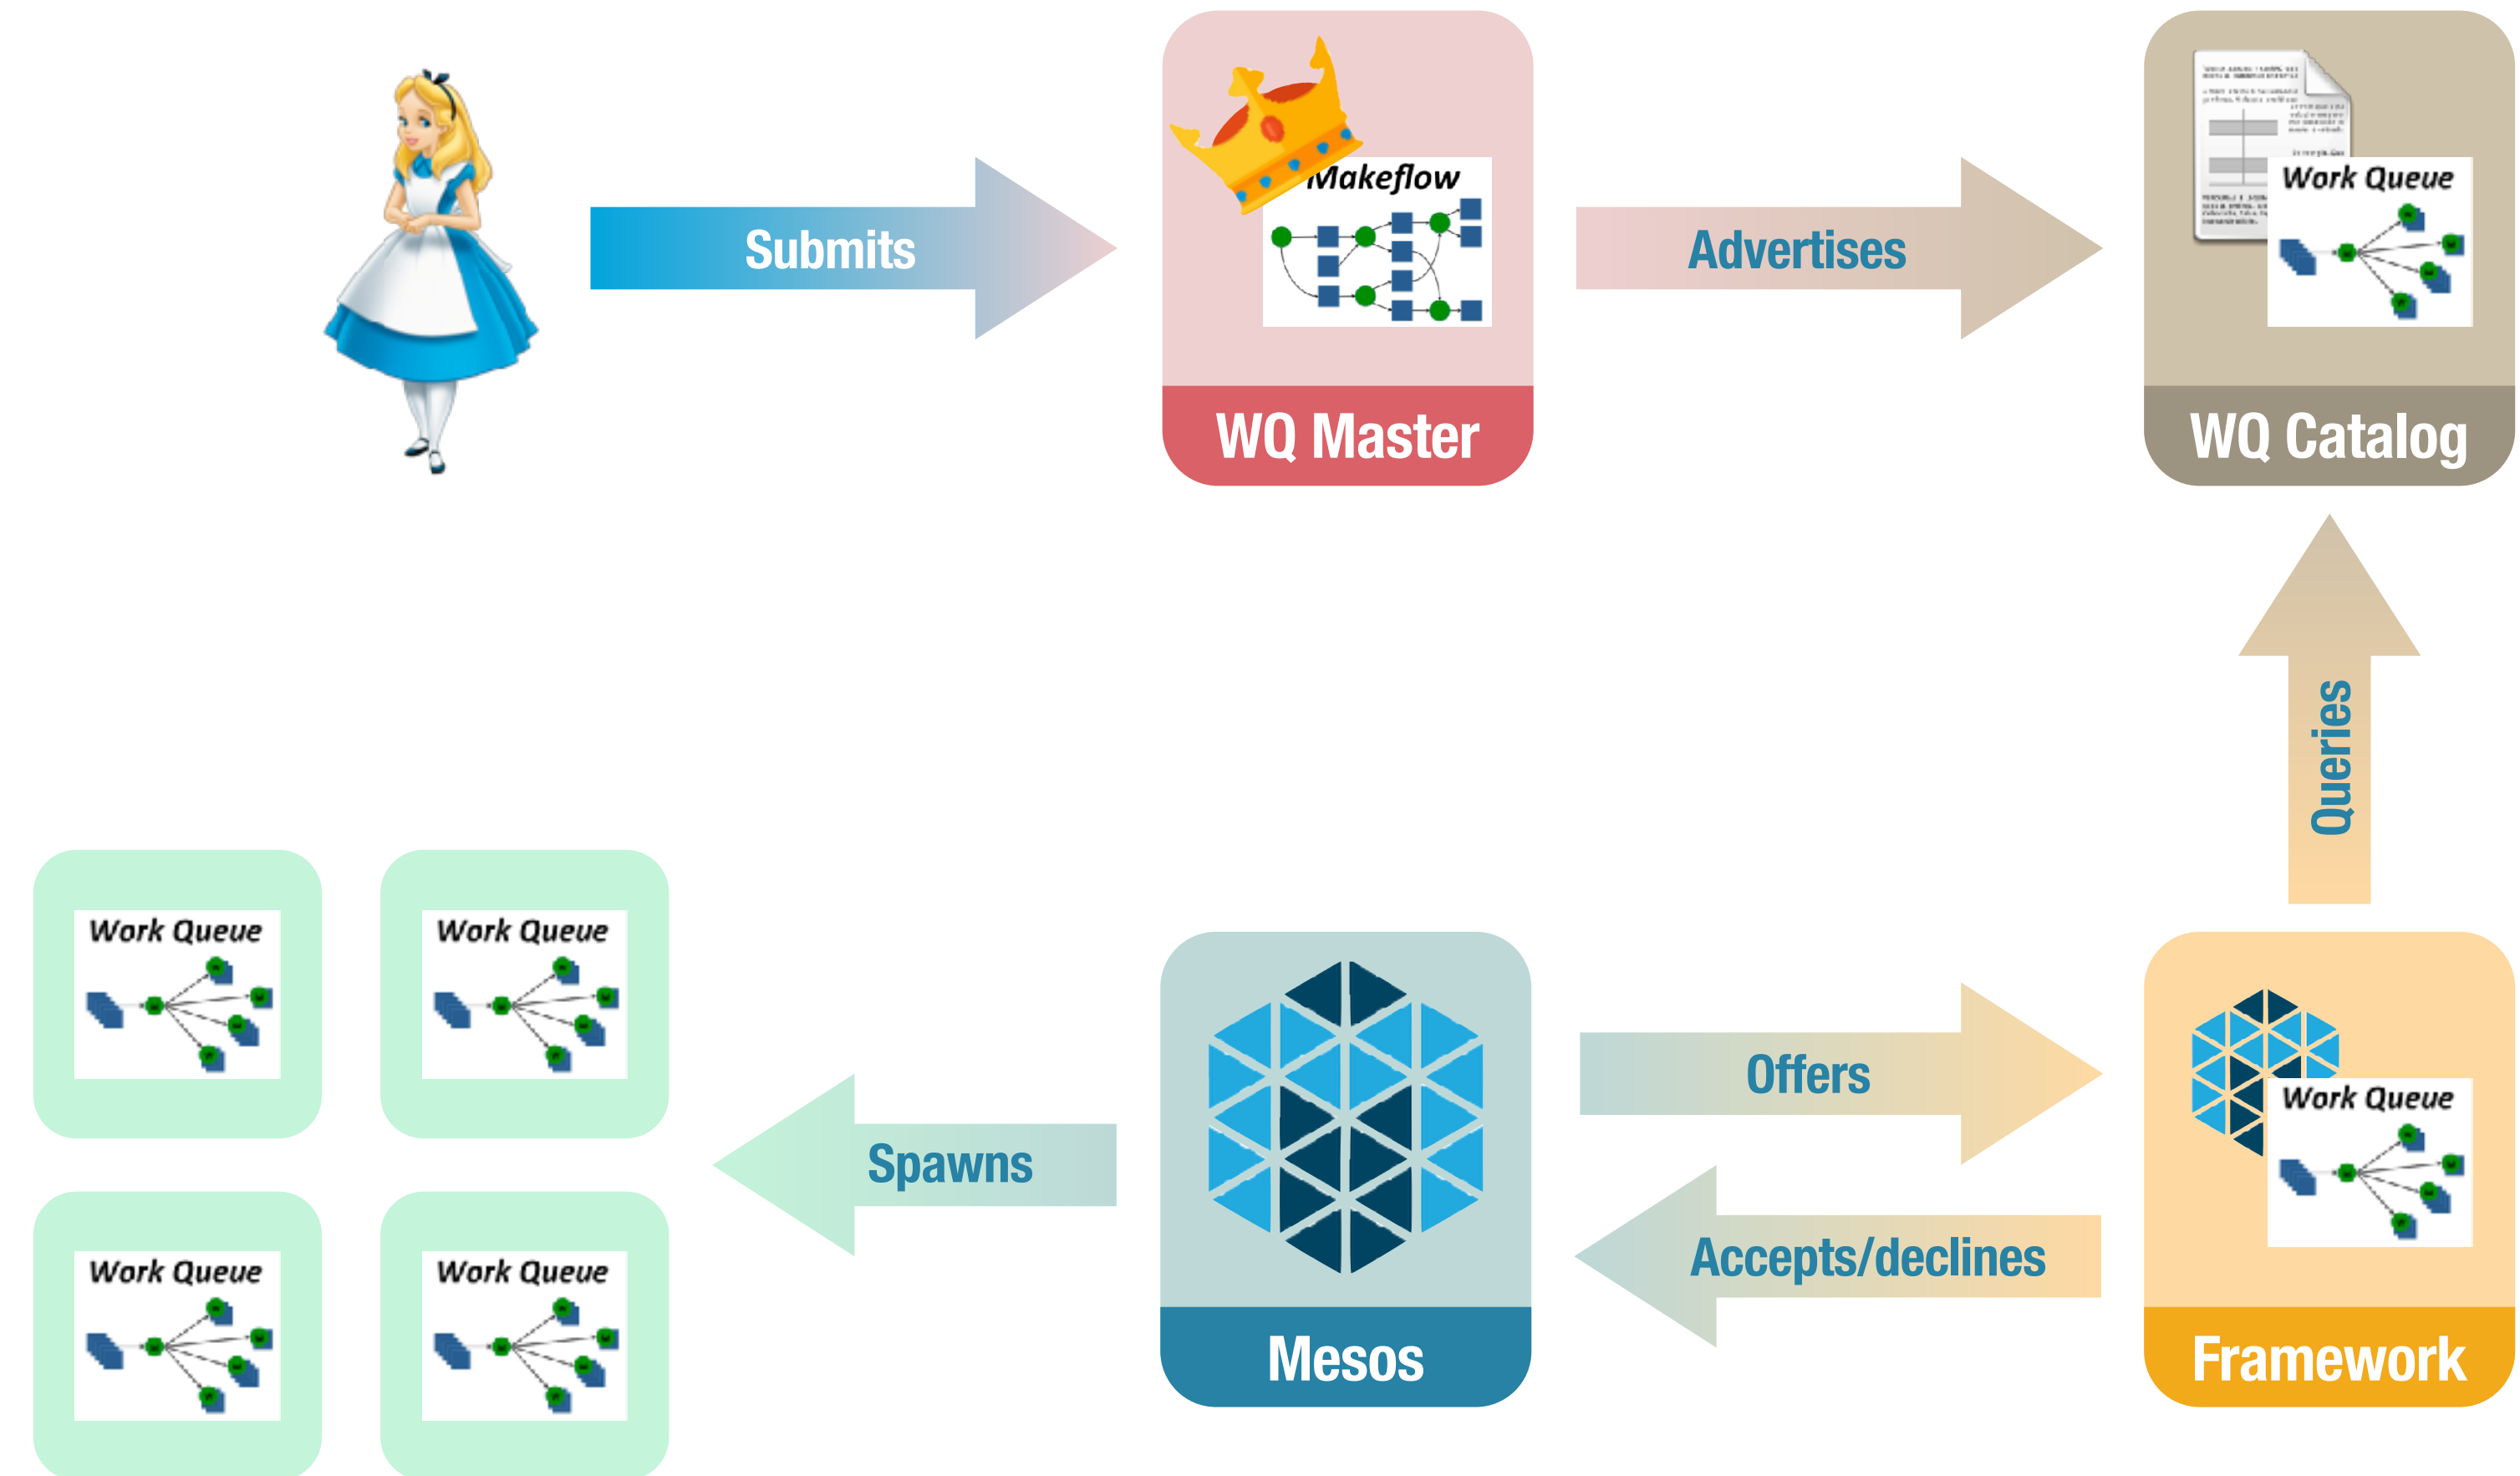 Submits
Makeflow
WQ Master
Advertises
Work Queue
WQ Catalog
Queries
Work Queue
Work Queue
Work Queue
Work Queue
Spawns
Mesos
Offers
Accepts/declines
Work Queue
Framework